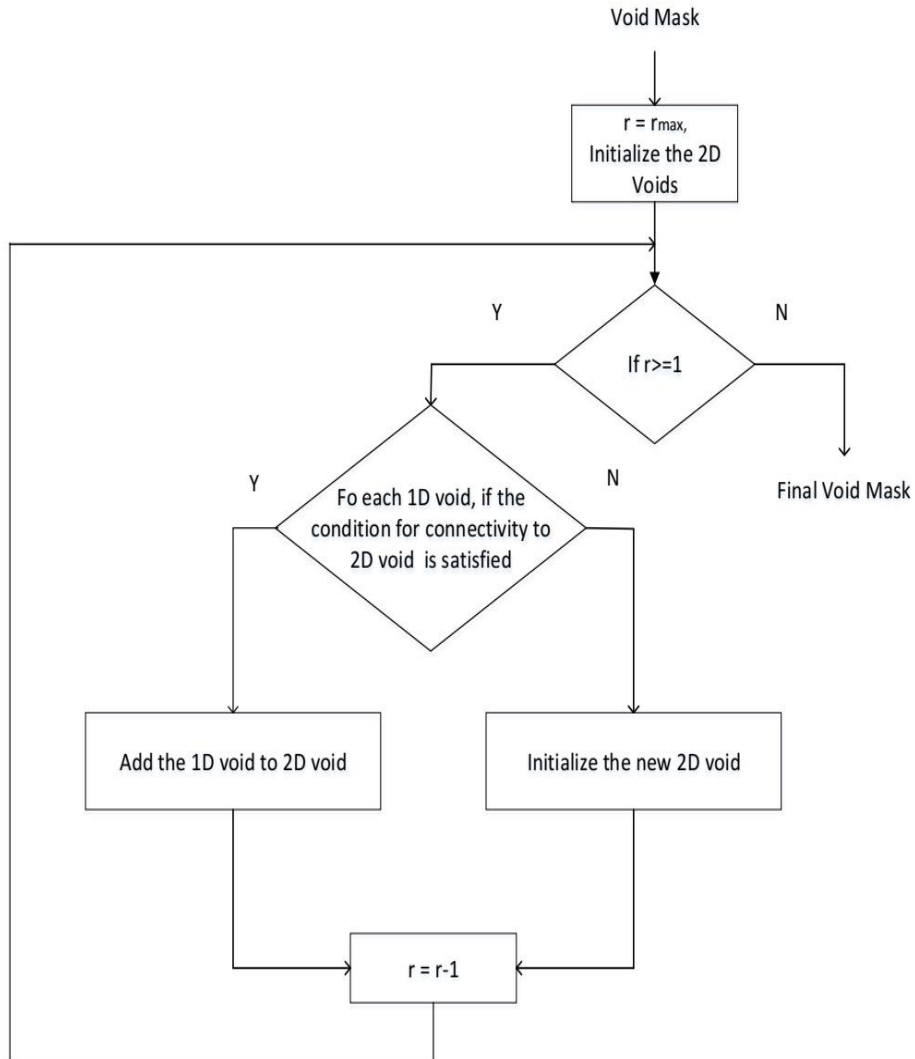 Void Mask
r = rmax,
Initialize the 2D
Voids
Y
N
If r>=1
Final Void Mask
Y
N
Fo each 1D void, if the
condition for connectivity to
2D void is satisfied
Add the 1D void to 2D void
Initialize the new 2D void
r = r-1